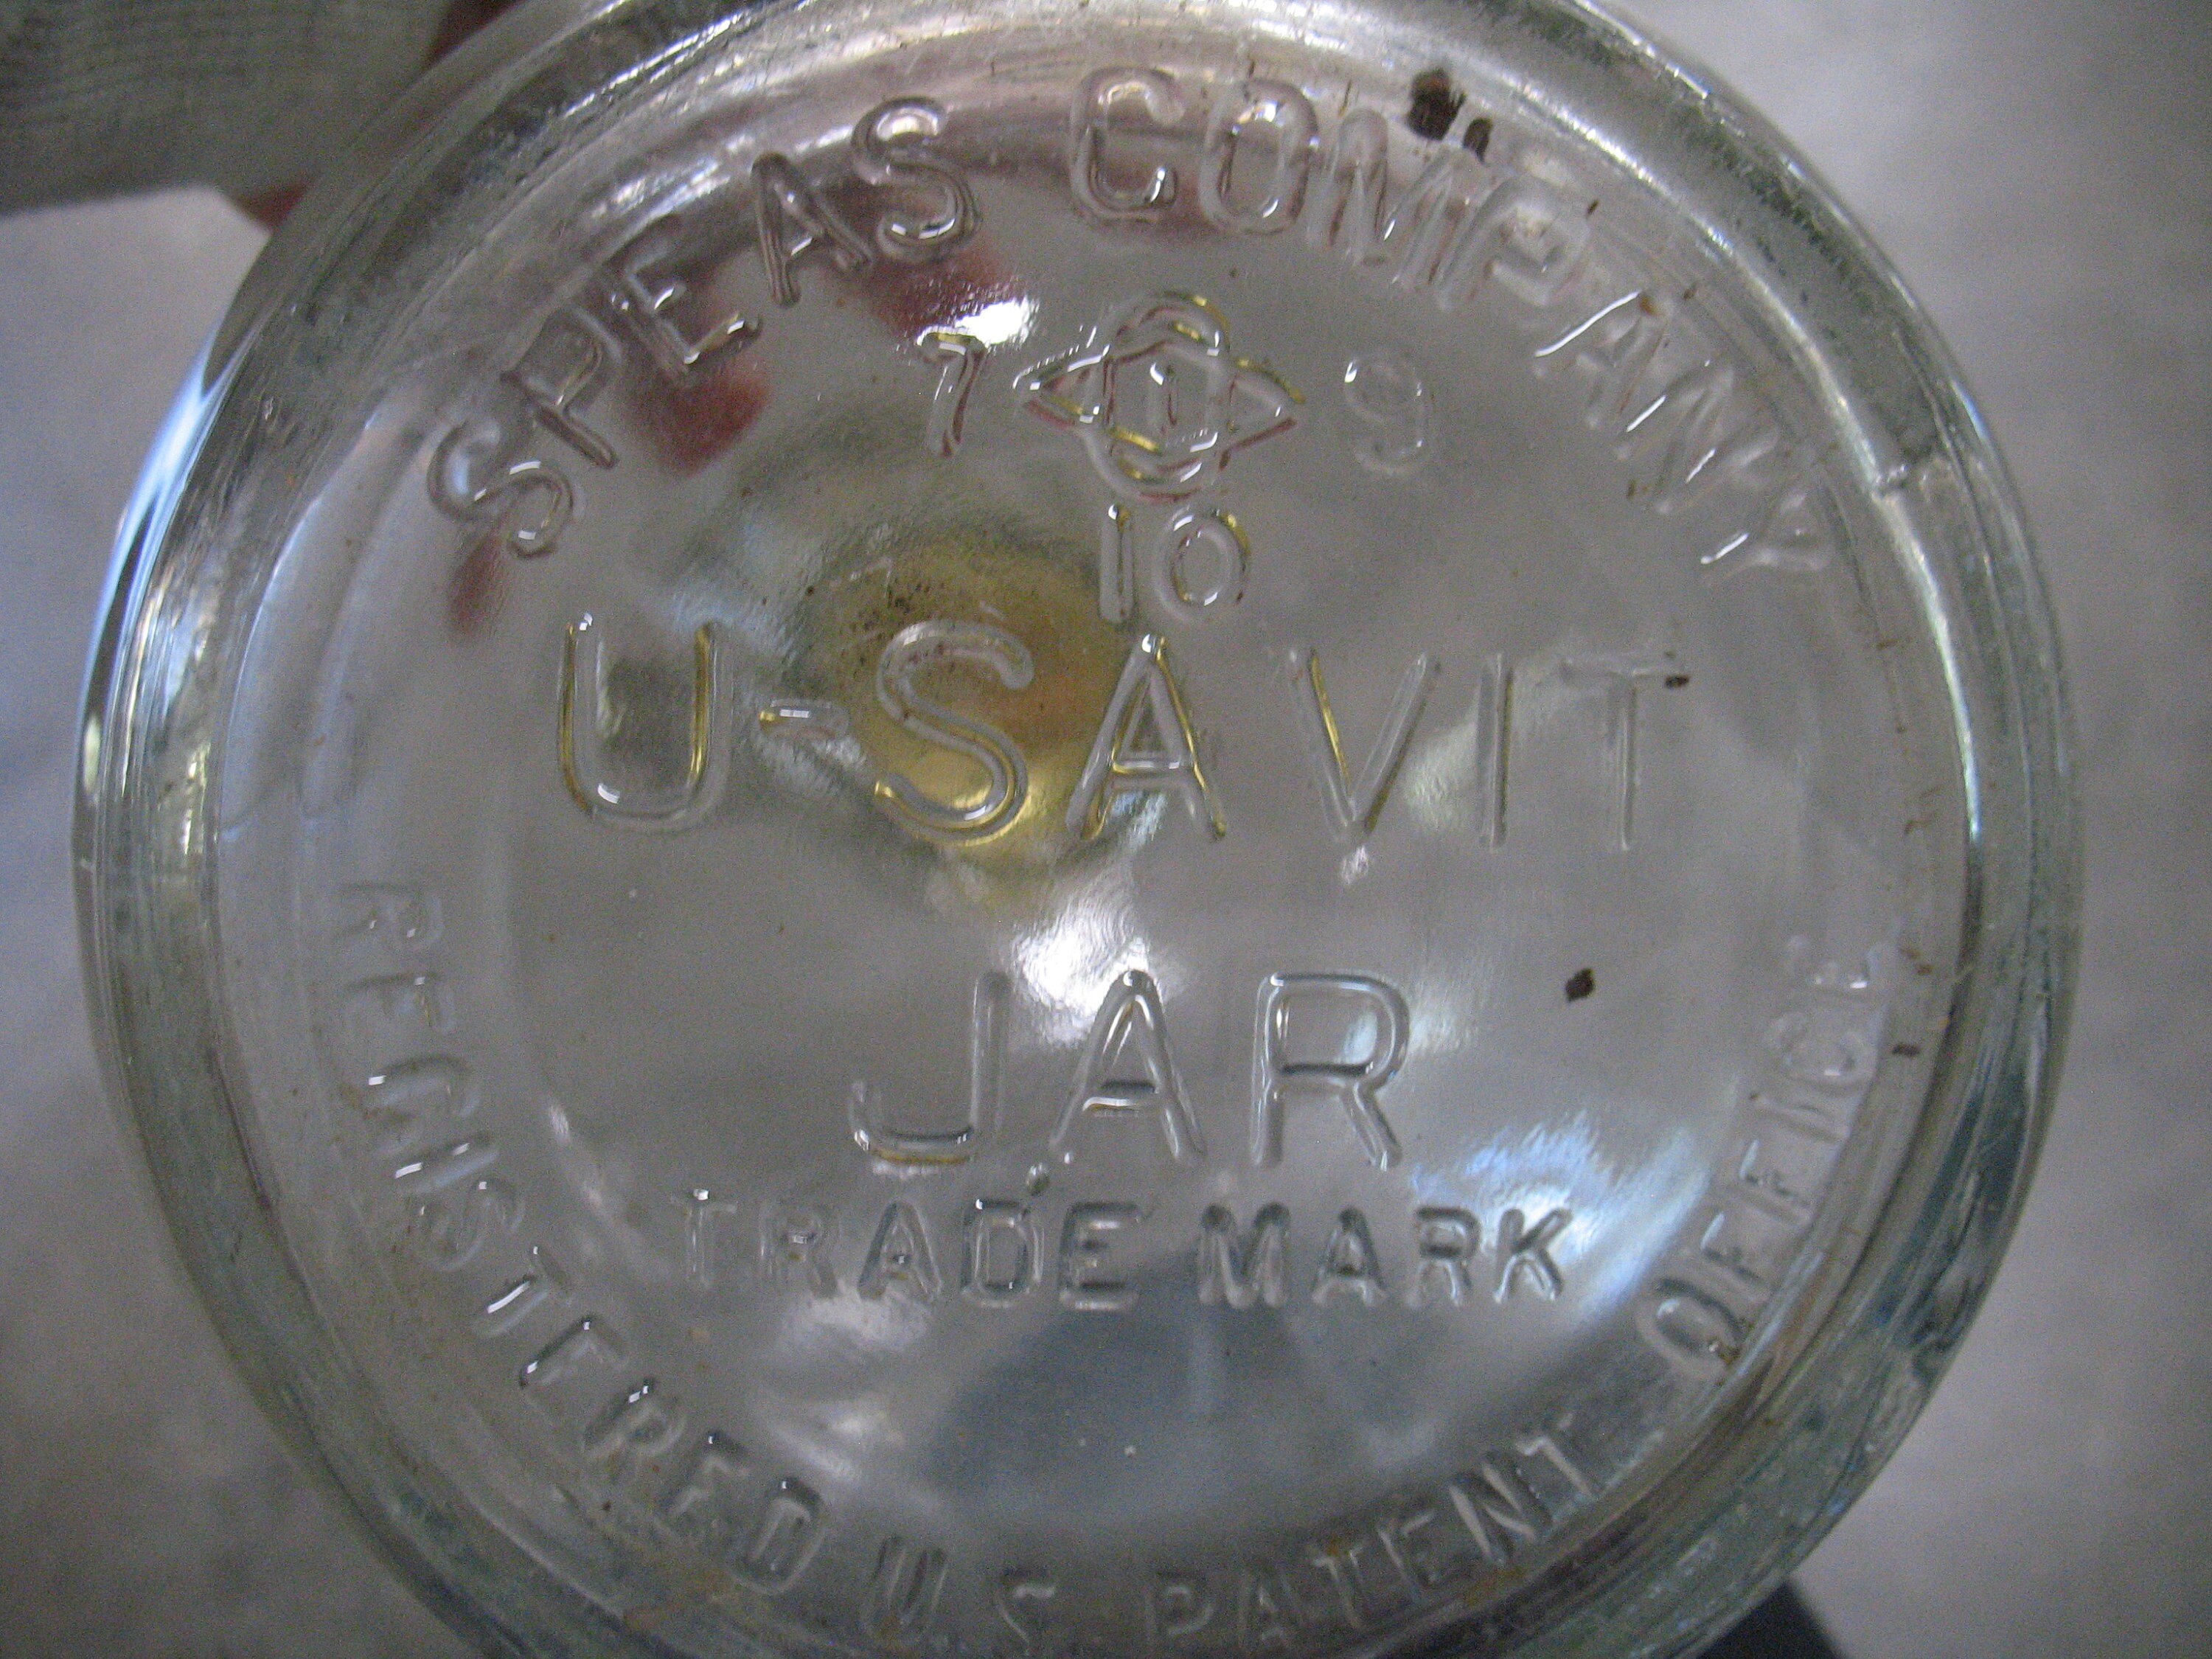 SPEAS COMPANY
7 I 9
10
U-SAVIT
JAR
TRADE MARK
REGISTERED U S PATENT OFFICE